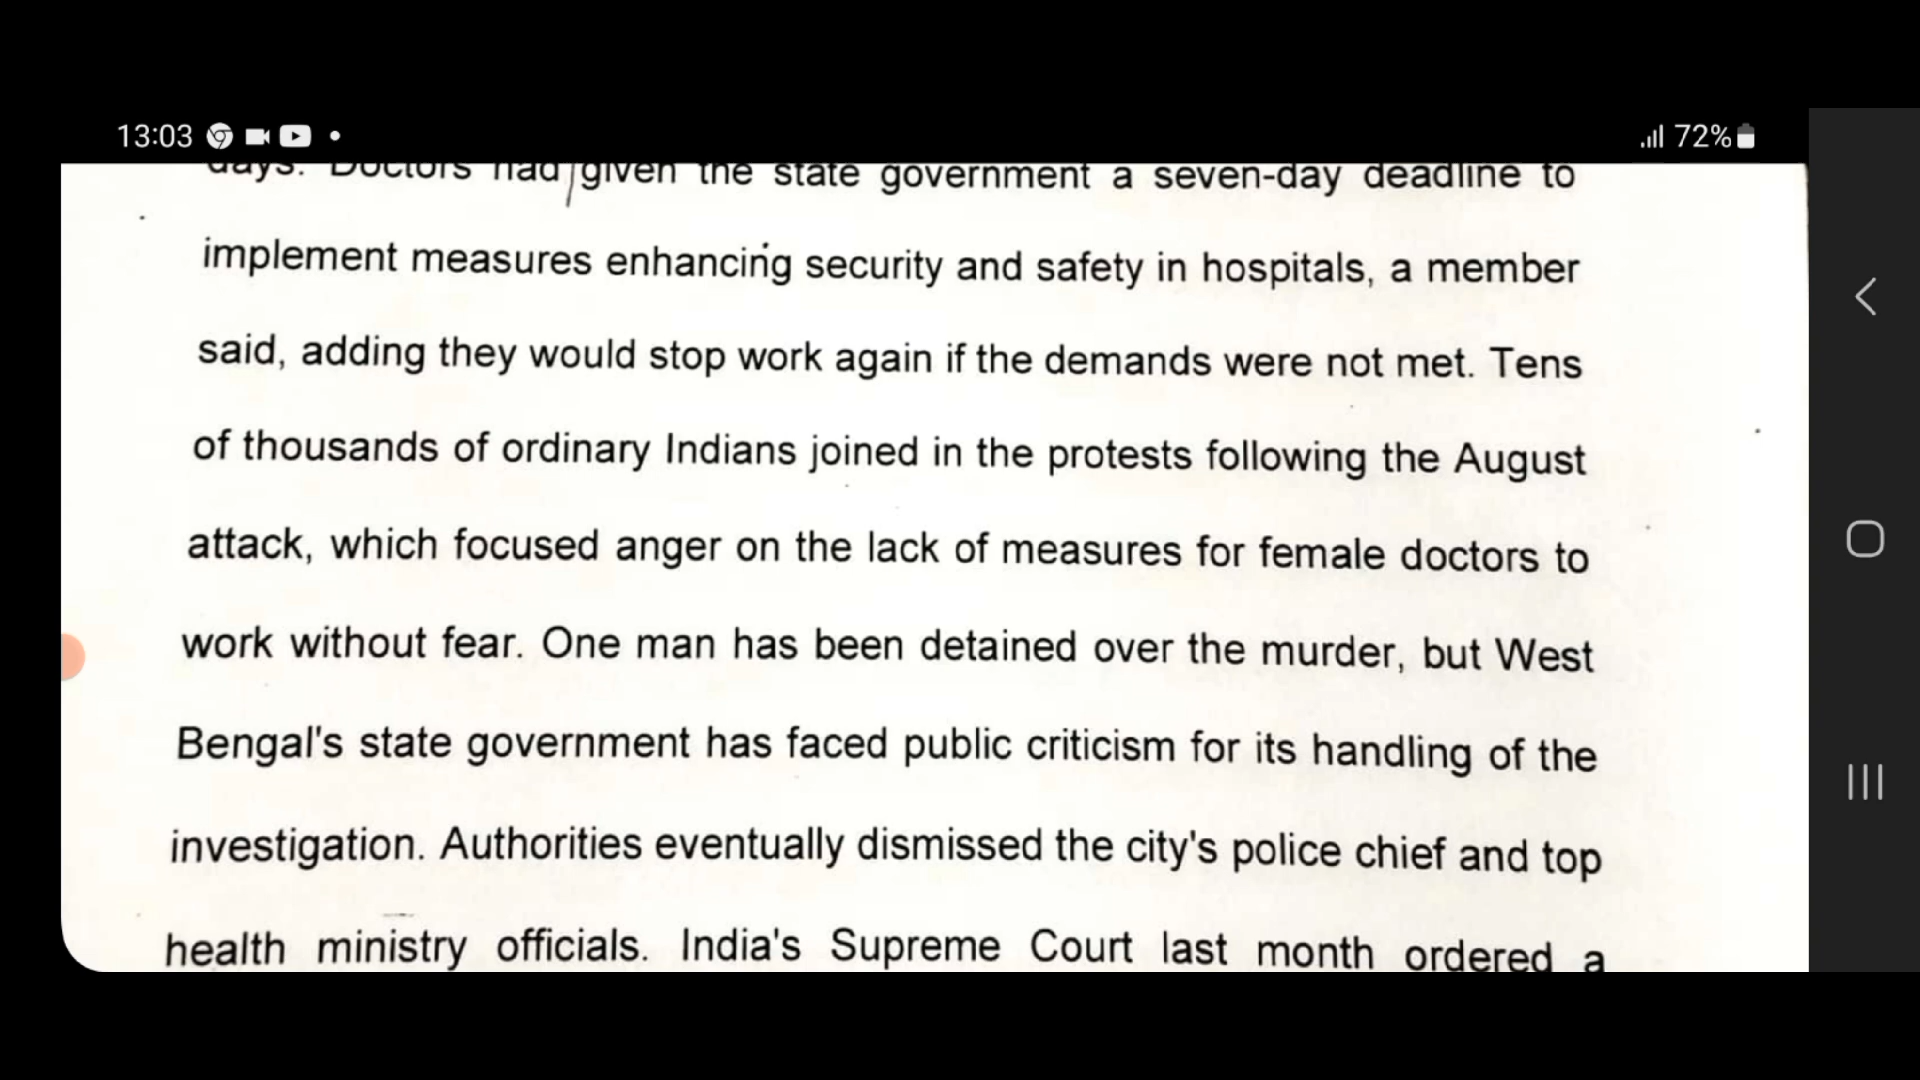 13:03
72%
days. Doctors had given the state government a seven-day deadline to
implement measures enhancing security and safety in hospitals, a member
said, adding they would stop work again if the demands were not met. Tens
of thousands of ordinary Indians joined in the protests following the August
attack, which focused anger on the lack of measures for female doctors to
work without fear. One man has been detained over the murder, but West
Bengal's state government has faced public criticism for its handling of the
investigation. Authorities eventually dismissed the city's police chief and top
health ministry officials. India's Supreme Court last month ordered a